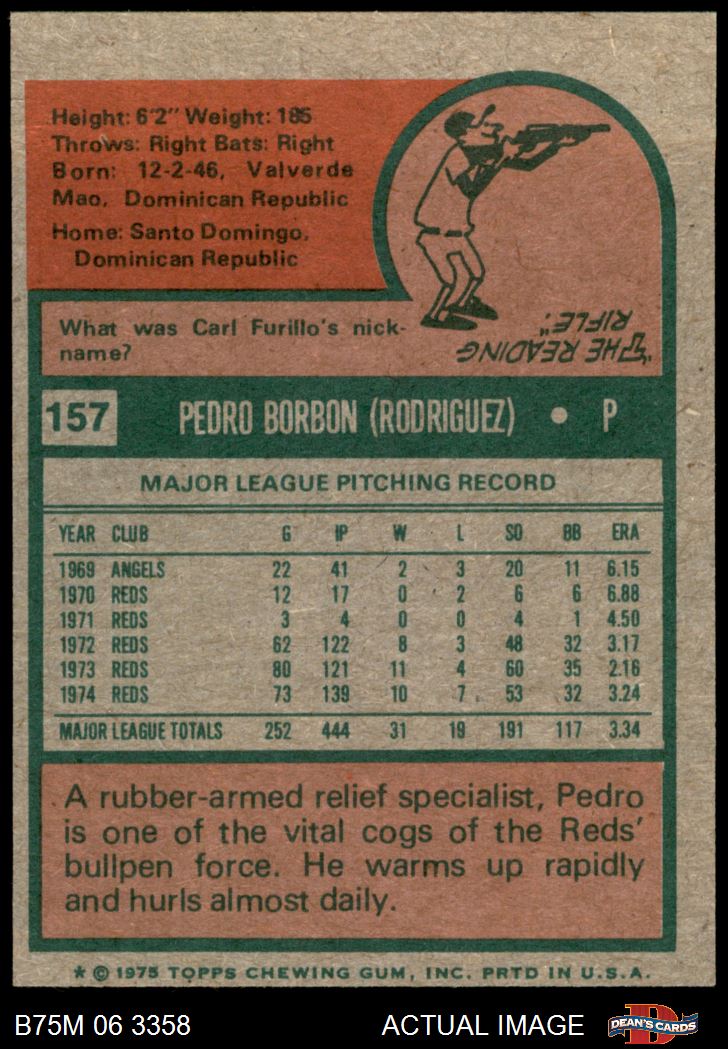 Height: 6'2" Weight: 185
Throws: Right Bats: Right
Born: 12-2-46, Valverde
Mao, Dominican Republic
Home: Santo Domingo,
Dominican Republic
What was Carl Furillo's nick-
name?
"THE READING
RIFLE".
157 PEDRO BORBON (RODRIGUEZ) • P
MAJOR LEAGUE PITCHING RECORD
YEAR CLUB G IP W L SO BB ERA
1969 ANGELS 22 41 2 3 20 11 6.15
1970 REDS 12 17 0 2 6 6 6.88
1971 REDS 3 4 0 0 4 1 4.50
1972 REDS 62 122 8 3 48 32 3.17
1973 REDS 80 121 11 4 60 35 2.16
1974 REDS 73 139 10 7 53 32 3.24
MAJOR LEAGUE TOTALS 252 444 31 19 191 117 3.34
A rubber-armed relief specialist, Pedro
is one of the vital cogs of the Reds'
bullpen force. He warms up rapidly
and hurls almost daily.
* © 1975 TOPPS CHEWING GUM, INC. PRTD IN U.S.A.
B75M 06 3358 ACTUAL IMAGE
D
DEAN'S CARDS